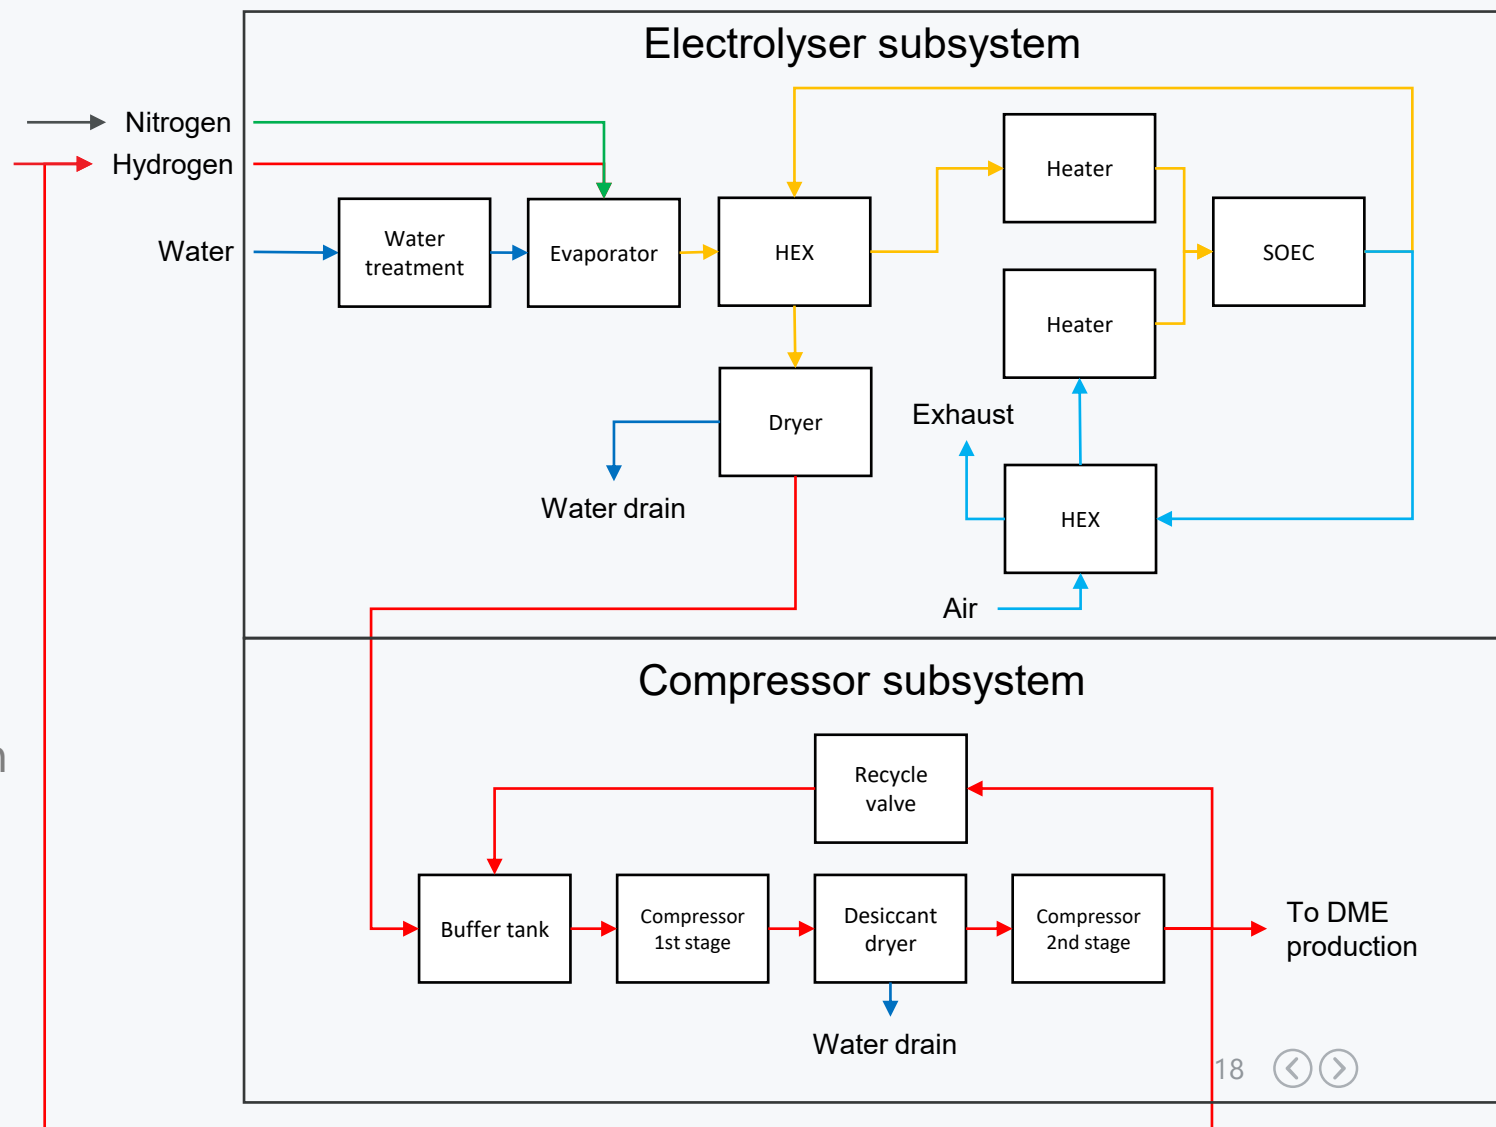 Electrolyser subsystem
Nitrogen
Hydrogen
Water
Water
treatment
Evaporator
HEX
Heater
Heater
SOEC
Dryer
Exhaust
Water drain
HEX
Air
Compressor subsystem
Recycle
valve
Buffer tank
Compressor
1st stage
Desiccant
dryer
Compressor
2nd stage
To DME
production
Water drain
18